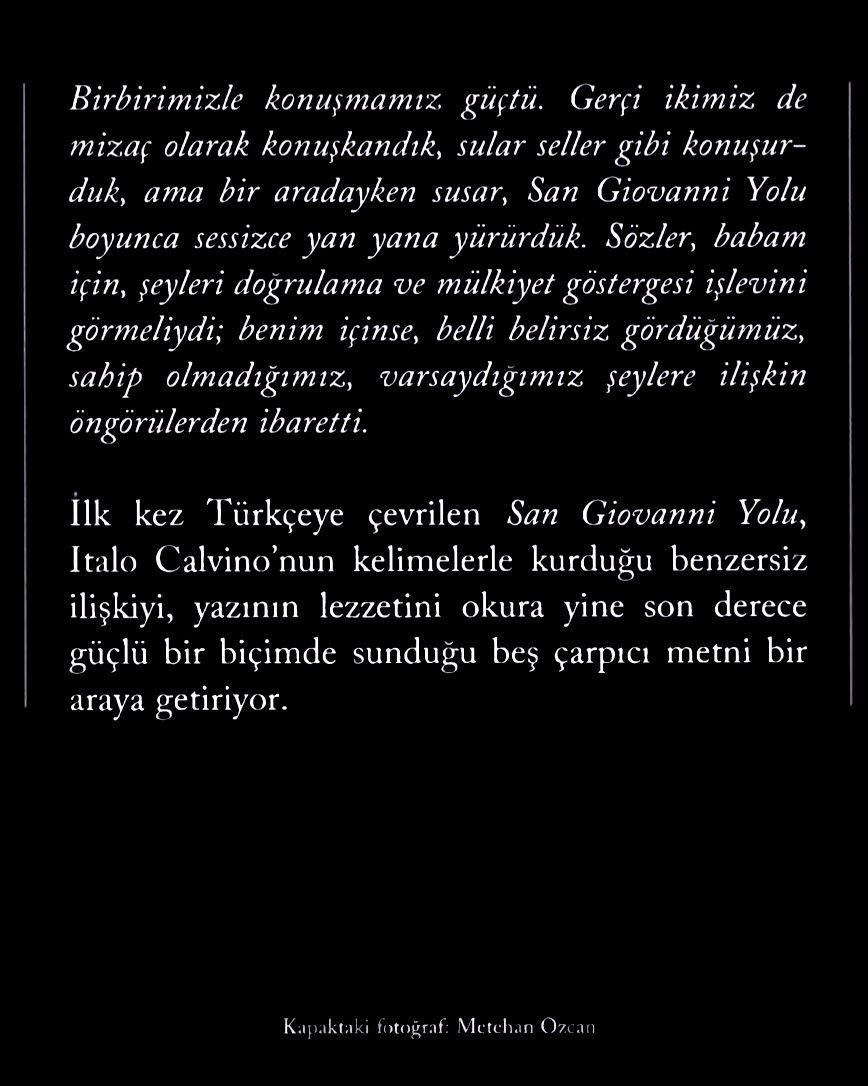 Birbirimizle konuşmamız güçtü. Gerçi ikimiz de
mizaç olarak konuşkandık, sular seller gibi konuşur-
duk, ama bir aradayken susar, San Giovanni Yolu
boyunca sessizce yan yana yürürdük. Sözler, babam
için, şeyleri doğrulama ve mülkiyet göstergesi işlevini
görmeliydi; benim içinse, belli belirsiz gördüğümüz,
sahip olmadığımız, varsaydığımız şeylere ilişkin
öngörülerden ibaretti.
İlk kez Türkçeye çevrilen San Giovanni Yolu,
Italo Calvino'nun kelimelerle kurduğu benzersiz
ilişkiyi, yazının lezzetini okura yine son derece
güçlü bir biçimde sunduğu beş çarpıcı metni bir
araya getiriyor.
Kapaktaki fotoğraf: Metehan Özcan